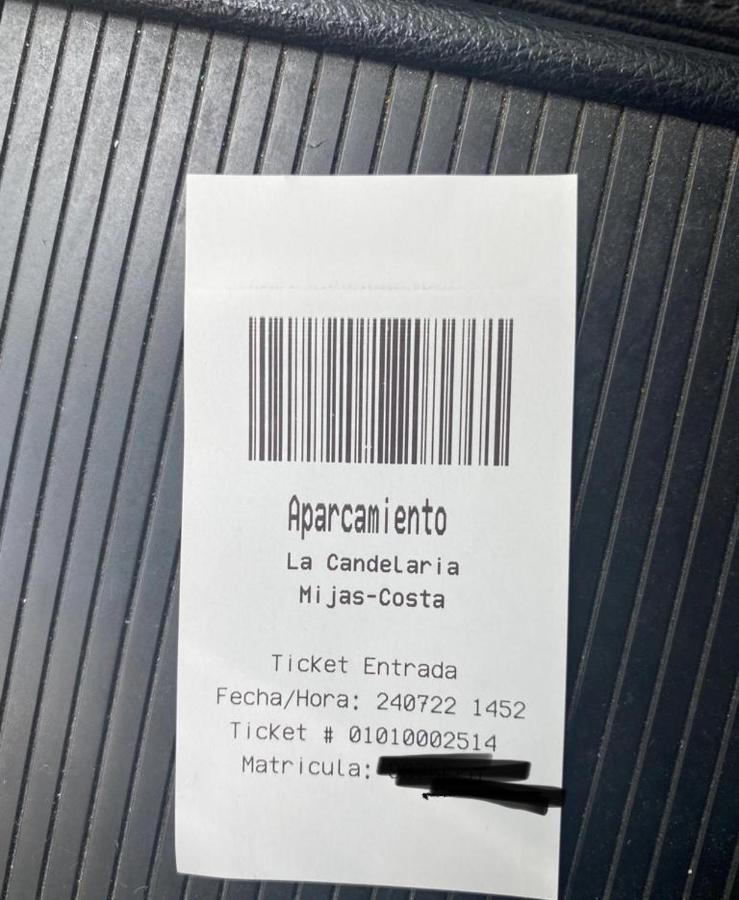 Aparcamiento
La Candelaria
Mijas-Costa
Ticket Entrada
Fecha/Hora: 240722 1452
Ticket # 01010002514
Matricula: